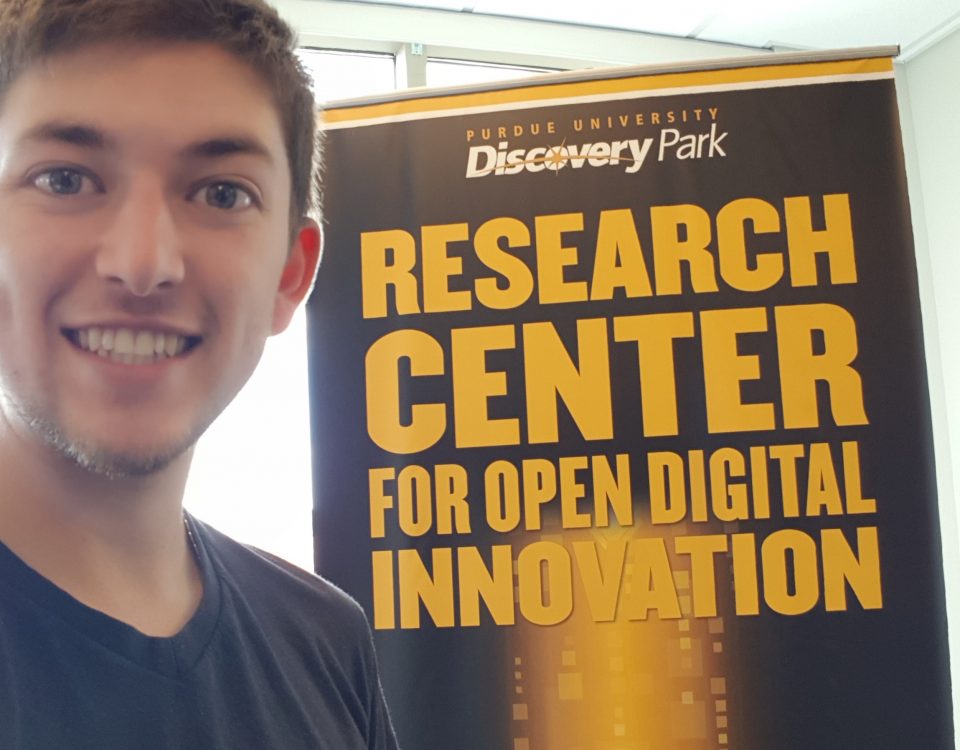 PURDUE UNIVERSITY
Discovery Park
RESEARCH
CENTER
FOR OPEN DIGITAL
INNOVATION